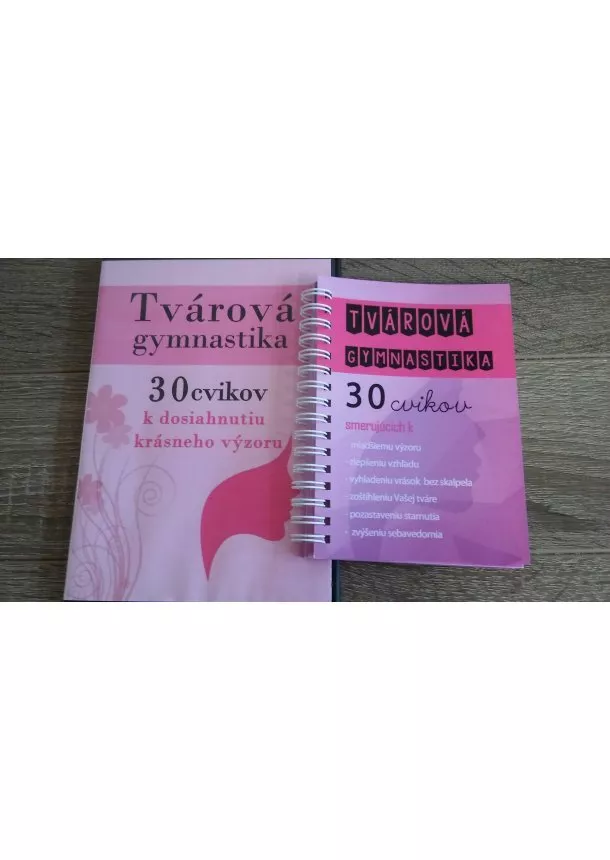 Tvárová
gymnastika
30 cvikov
k dosiahnutiu
krásneho výzoru
TVÁROVÁ
GYMNASTIKA
30 cvikov
smerujúcich k
- mladšiemu výzoru
- zlepšeniu vzhľadu
- vyhladeniu vrások bez skalpela
- zoštíhleniu Vašej tváre
- pozastaveniu starnutia
- zvýšeniu sebavedomia